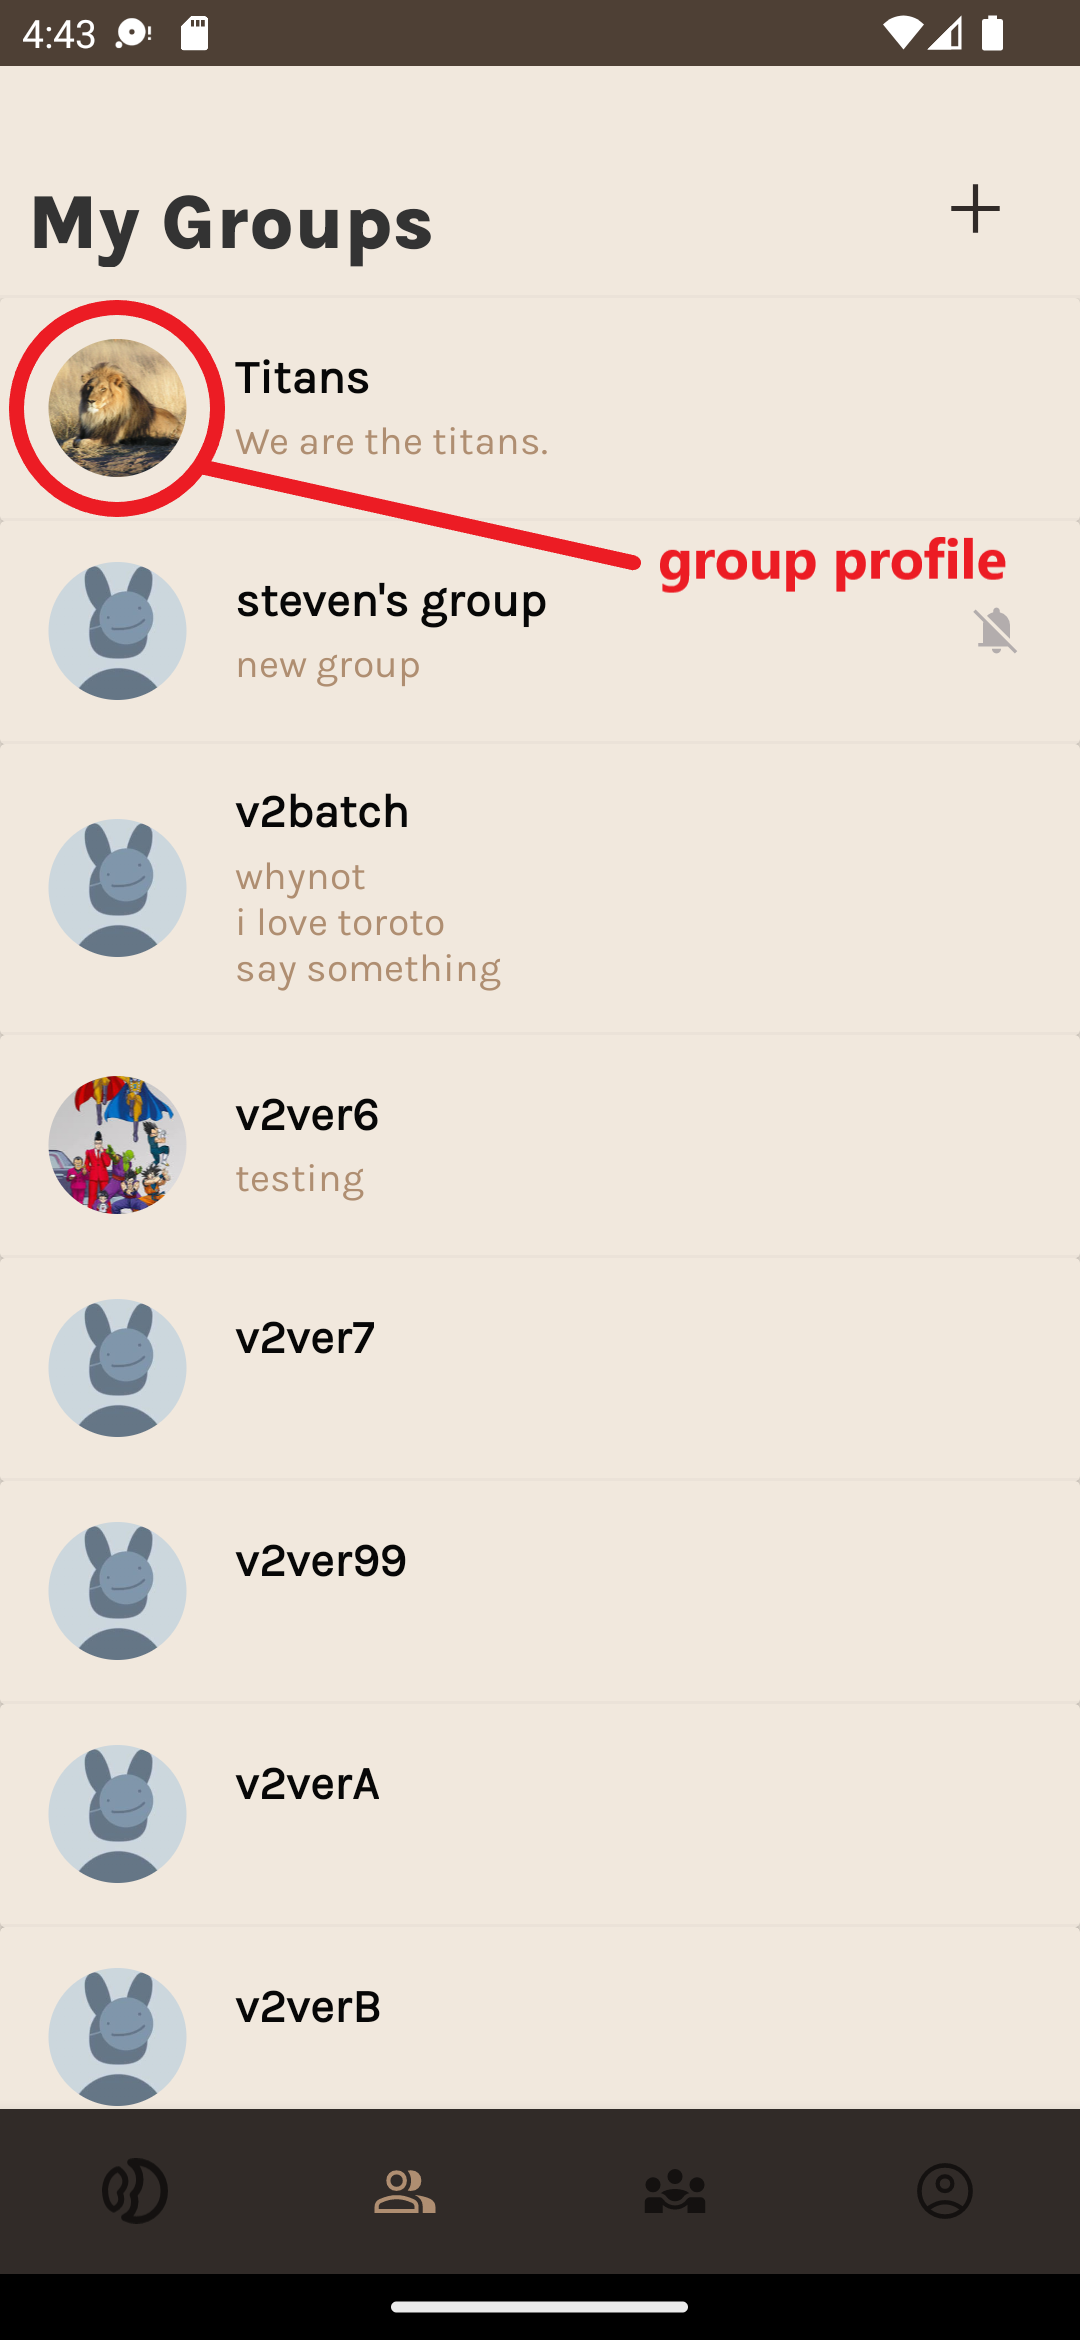 4:43
My Groups
Titans
We are the titans.
group profile
steven's group
new group
v2batch
whynot
i love toroto
say something
v2ver6
testing
v2ver7
v2ver99
v2verA
v2verB